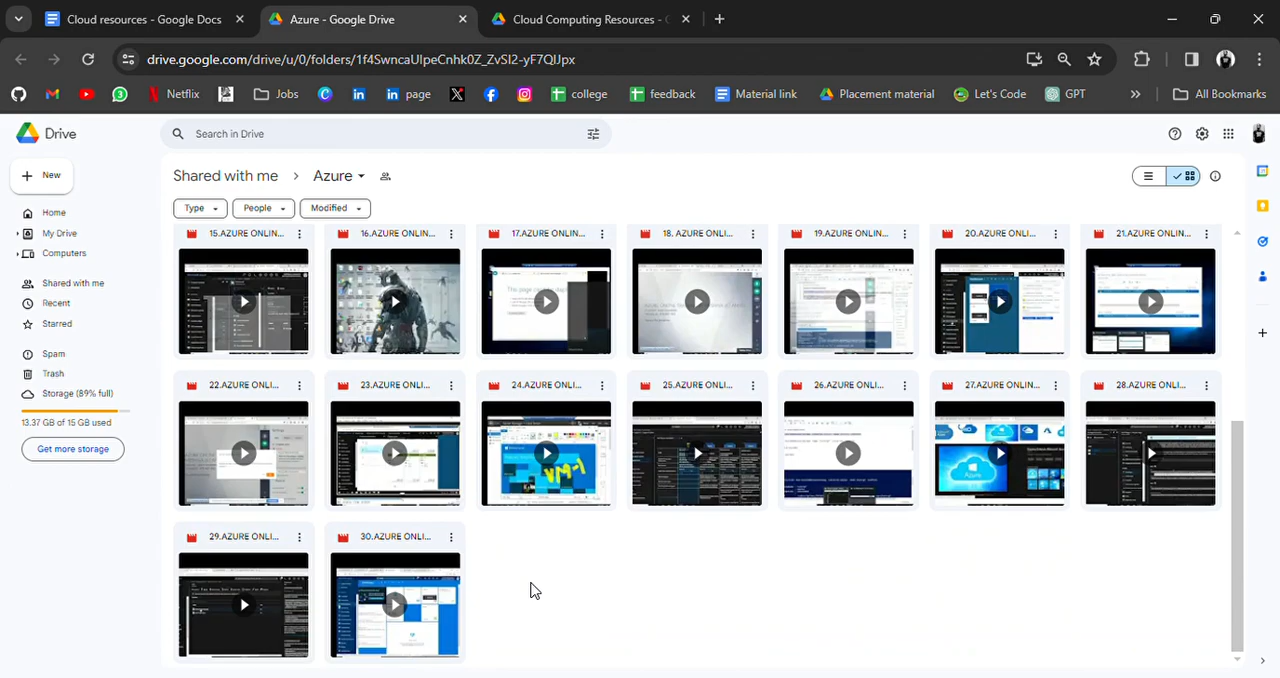 Cloud resources - Google Docs
Azure - Google Drive
Cloud Computing Resources - G
drive.google.com/drive/u/0/folders/1f4SwncaUlpeCnhk0Z_ZvSI2-yF7QlJpx
Netflix
Jobs
page
college
feedback
Material link
Placement material
Let's Code
GPT
All Bookmarks
Drive
Search in Drive
New
Shared with me > Azure
Type
People
Modified
Home
My Drive
Computers
Shared with me
Recent
Starred
Spam
Trash
Storage (89% full)
13.37 GB of 15 GB used
Get more storage
15.AZURE ONLIN...
16.AZURE ONLIN...
17.AZURE ONLIN...
18. AZURE ONLIN...
19.AZURE ONLIN...
20.AZURE ONLIN...
21.AZURE ONLIN...
22.AZURE ONLI...
23.AZURE ONLI...
24.AZURE ONLI...
25.AZURE ONLI...
26.AZURE ONLI...
27.AZURE ONLIN...
28.AZURE ONLI...
VM-1
Azure
29.AZURE ONLI...
30.AZURE ONLI...